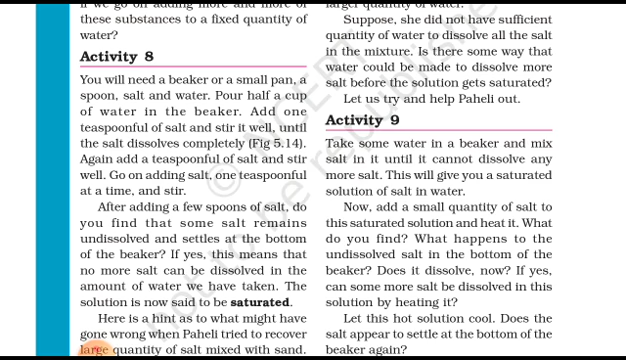 if we go on adding more and more of
these substances to a fixed quantity of
water?
Activity 8
You will need a beaker or a small pan, a
spoon, salt and water. Pour half a cup
of water in the beaker. Add one
teaspoonful of salt and stir it well, until
the salt dissolves completely (Fig 5.14).
Again add a teaspoonful of salt and stir
well. Go on adding salt, one teaspoonful
at a time, and stir.
After adding a few spoons of salt, do
you find that some salt remains
undissolved and settles at the bottom
of the beaker? If yes, this means that
no more salt can be dissolved in the
amount of water we have taken. The
solution is now said to be saturated.
Here is a hint as to what might have
gone wrong when Paheli tried to recover
large quantity of salt mixed with sand.
larger quantity of water.
Suppose, she did not have sufficient
quantity of water to dissolve all the salt
in the mixture. Is there some way that
water could be made to dissolve more
salt before the solution gets saturated?
Let us try and help Paheli out.
Activity 9
Take some water in a beaker and mix
salt in it until it cannot dissolve any
more salt. This will give you a saturated
solution of salt in water.
Now, add a small quantity of salt to
this saturated solution and heat it. What
do you find? What happens to the
undissolved salt in the bottom of the
beaker? Does it dissolve, now? If yes,
can some more salt be dissolved in this
solution by heating it?
Let this hot solution cool. Does the
salt appear to settle at the bottom of the
beaker again?
© NCERT
not to be republished